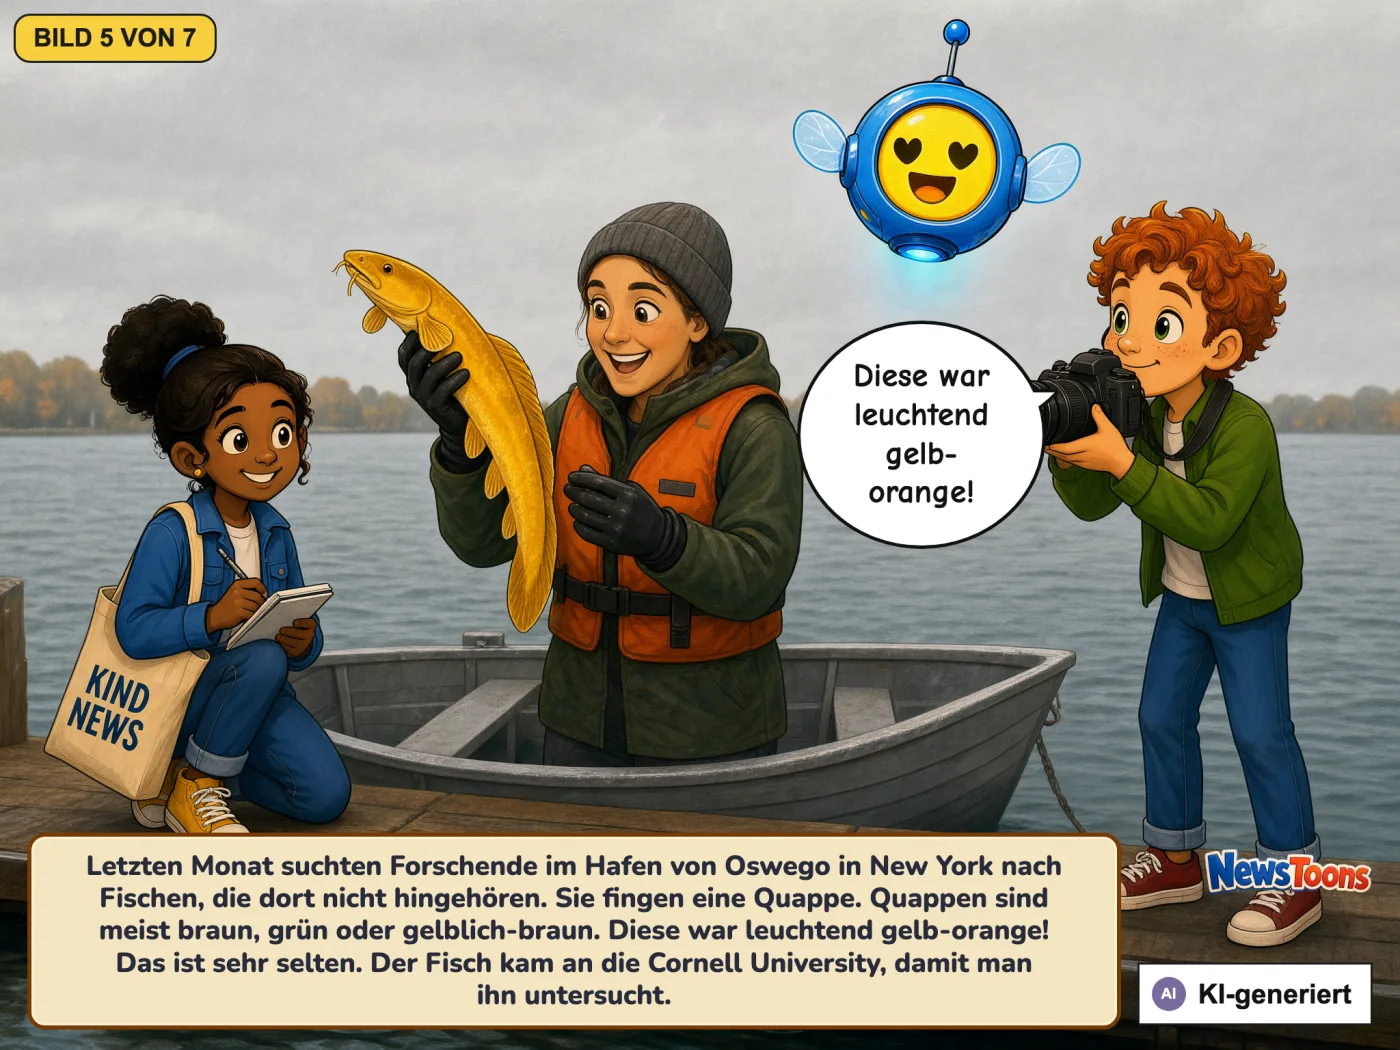 BILD 5 VON 7
Diese war
leuchtend
gelb-
orange!
KIND
NEWS
Letzten Monat suchten Forschende im Hafen von Oswego in New York nach
Fischen, die dort nicht hingehören. Sie fingen eine Quappe. Quappen sind
meist braun, grün oder gelblich-braun. Diese war leuchtend gelb-orange!
Das ist sehr selten. Der Fisch kam an die Cornell University, damit man
ihn untersucht.
NewsToons
AI KI-generiert